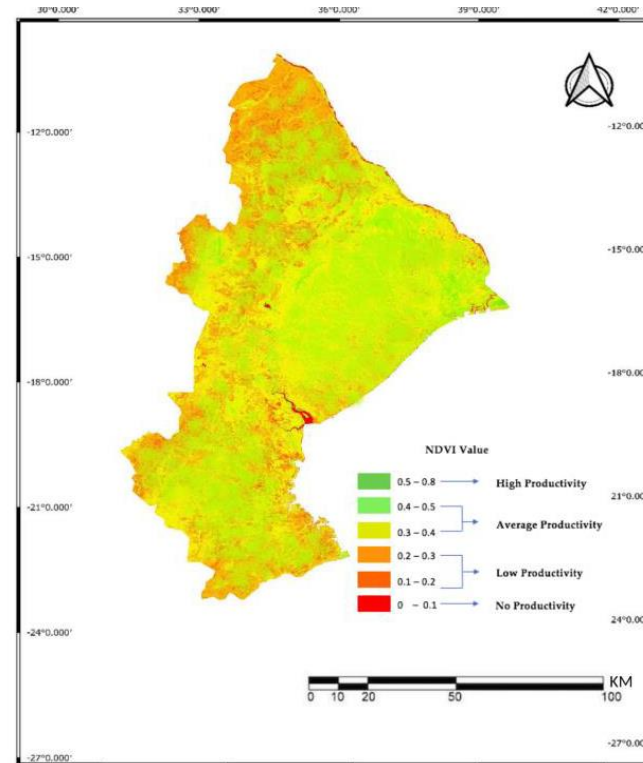 30°0.000' 33°0.000' 36°0.000' 39°0.000' 42°0.00
-12°0.000' -12°0.00
-15°0.000' -15°0.00
-18°0.000' -18°0.00
NDVI Value
0.5 – 0.8 High Productivity
-21°0.000' 21°0.00
0.4 – 0.5
Average Productivity
0.3 – 0.4
0.2 – 0.3
Low Productivity
0.1 – 0.2
0 – 0.1 No Productivity
-24°0.000' 24°0.00
KM
0 10 20 50 100
-27°0.000' -27°0.00